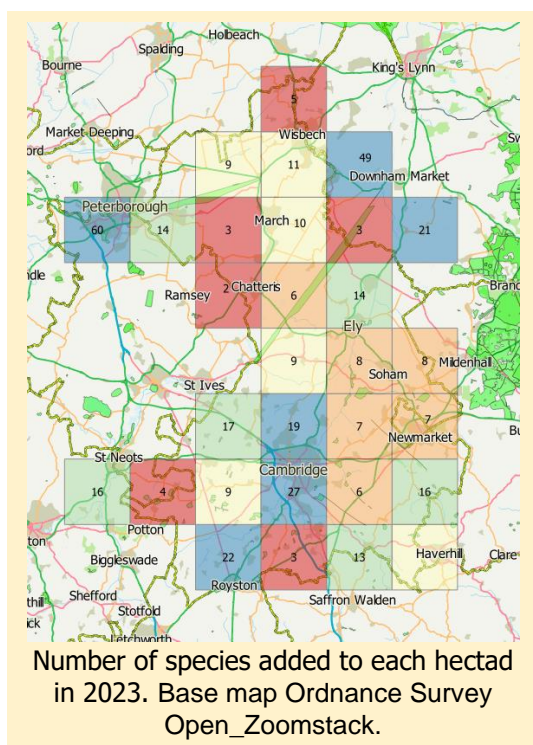 Holbeach
Spalding
Bourne
King's Lynn
5
Market Deeping
Wisbech
9
11
49
Downham Market
Peterborough
60
14
3
March
10
3
21
2
Chatteris
6
14
Ramsey
Ely
9
8
8
Mildenhall
Soham
St Ives
17
19
7
7
Newmarket
St Neots
Cambridge
16
4
9
27
6
16
Potton
Biggleswade
22
3
13
Haverhill
Clare
Royston
Shefford
Saffron Walden
Stotfold
Letchworth
Number of species added to each hectad
in 2023. Base map Ordnance Survey
Open_Zoomstack.